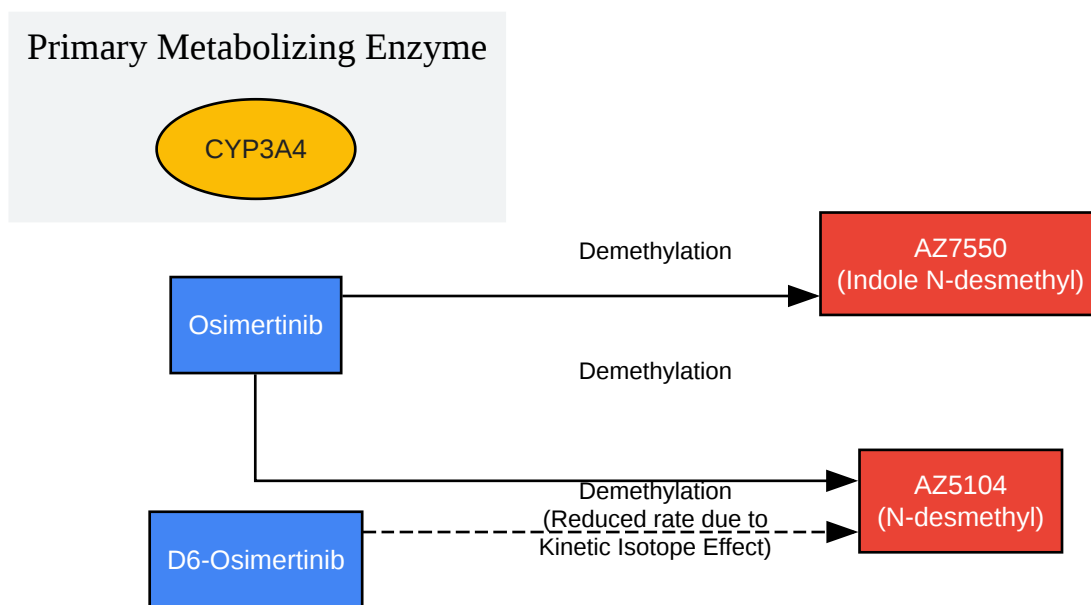 Primary Metabolizing Enzyme
CYP3A4
Demethylation
AZ7550
(Indole N-desmethyl)
Osimertinib
Demethylation
AZ5104
(N-desmethyl)
Demethylation
(Reduced rate due to
Kinetic Isotope Effect)
D6-Osimertinib